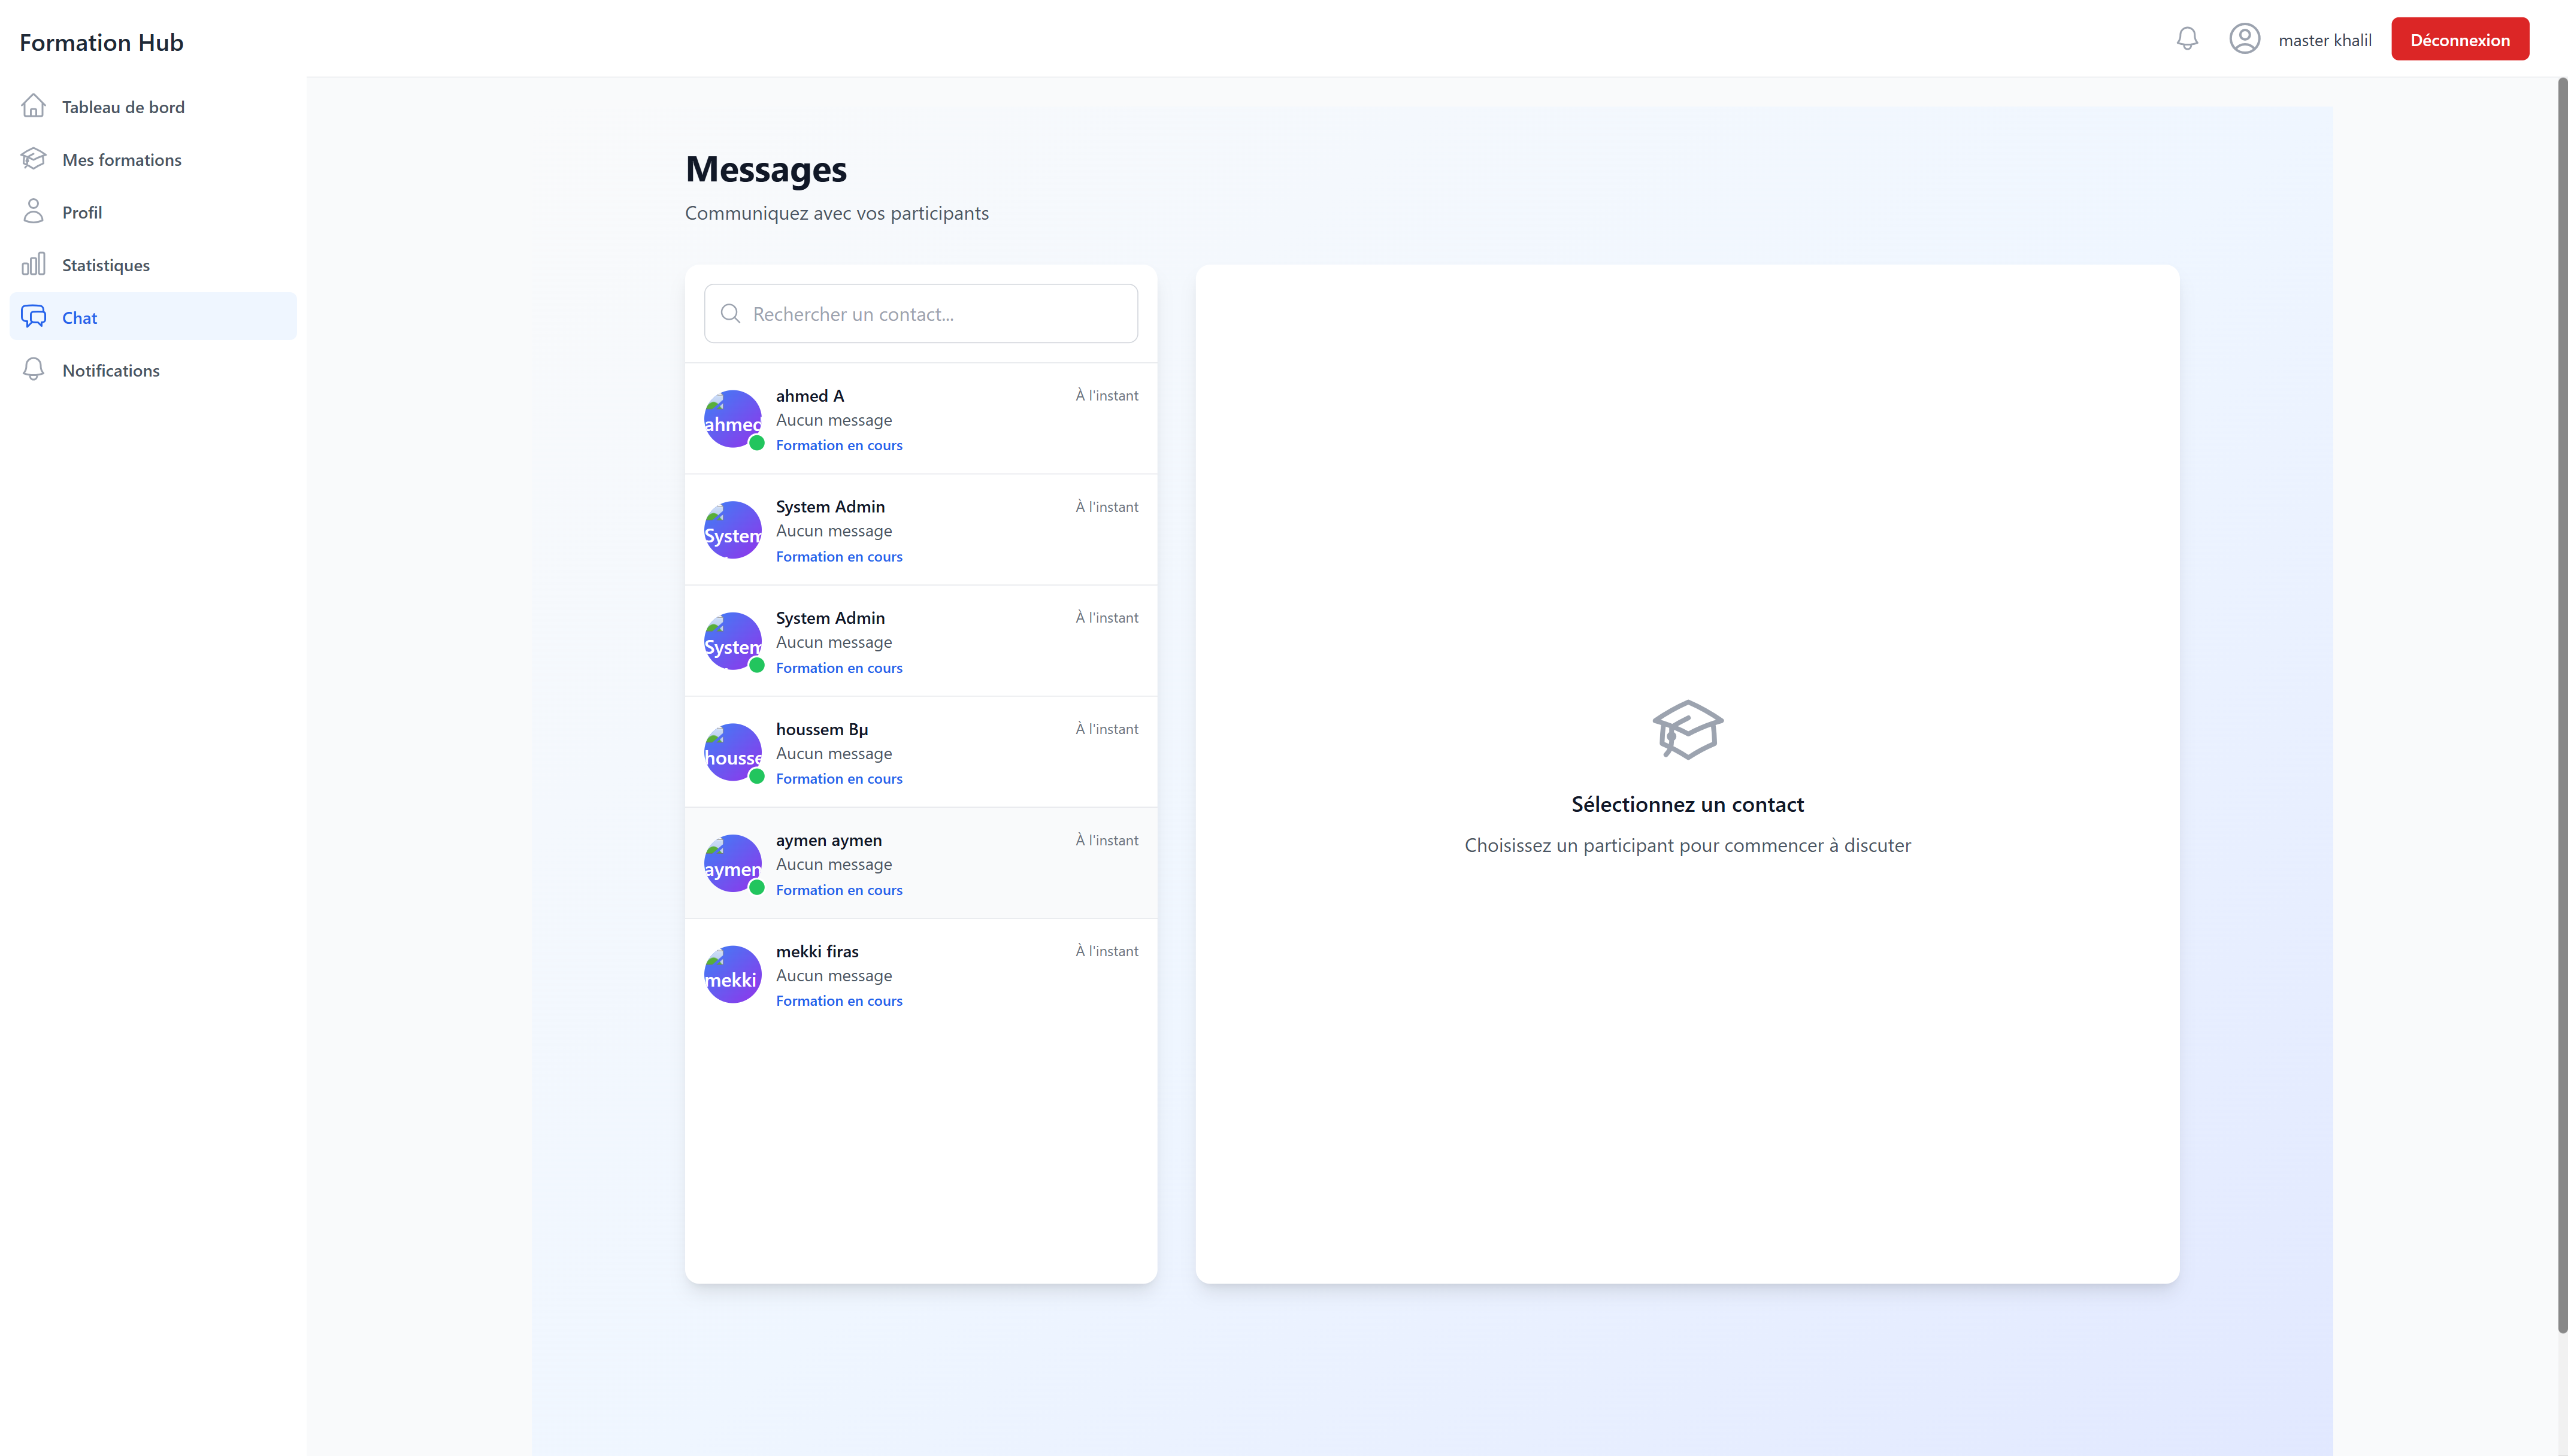 Formation Hub
master khalil
Déconnexion
Tableau de bord
Mes formations
Profil
Statistiques
Chat
Notifications
Messages
Communiquez avec vos participants
Rechercher un contact...
ahmed
ahmed A
À l'instant
Aucun message
Formation en cours
System
System Admin
À l'instant
Aucun message
Formation en cours
System
System Admin
À l'instant
Aucun message
Formation en cours
housse
houssem Bμ
À l'instant
Aucun message
Formation en cours
aymen
aymen aymen
À l'instant
Aucun message
Formation en cours
mekki
mekki firas
À l'instant
Aucun message
Formation en cours
Sélectionnez un contact
Choisissez un participant pour commencer à discuter